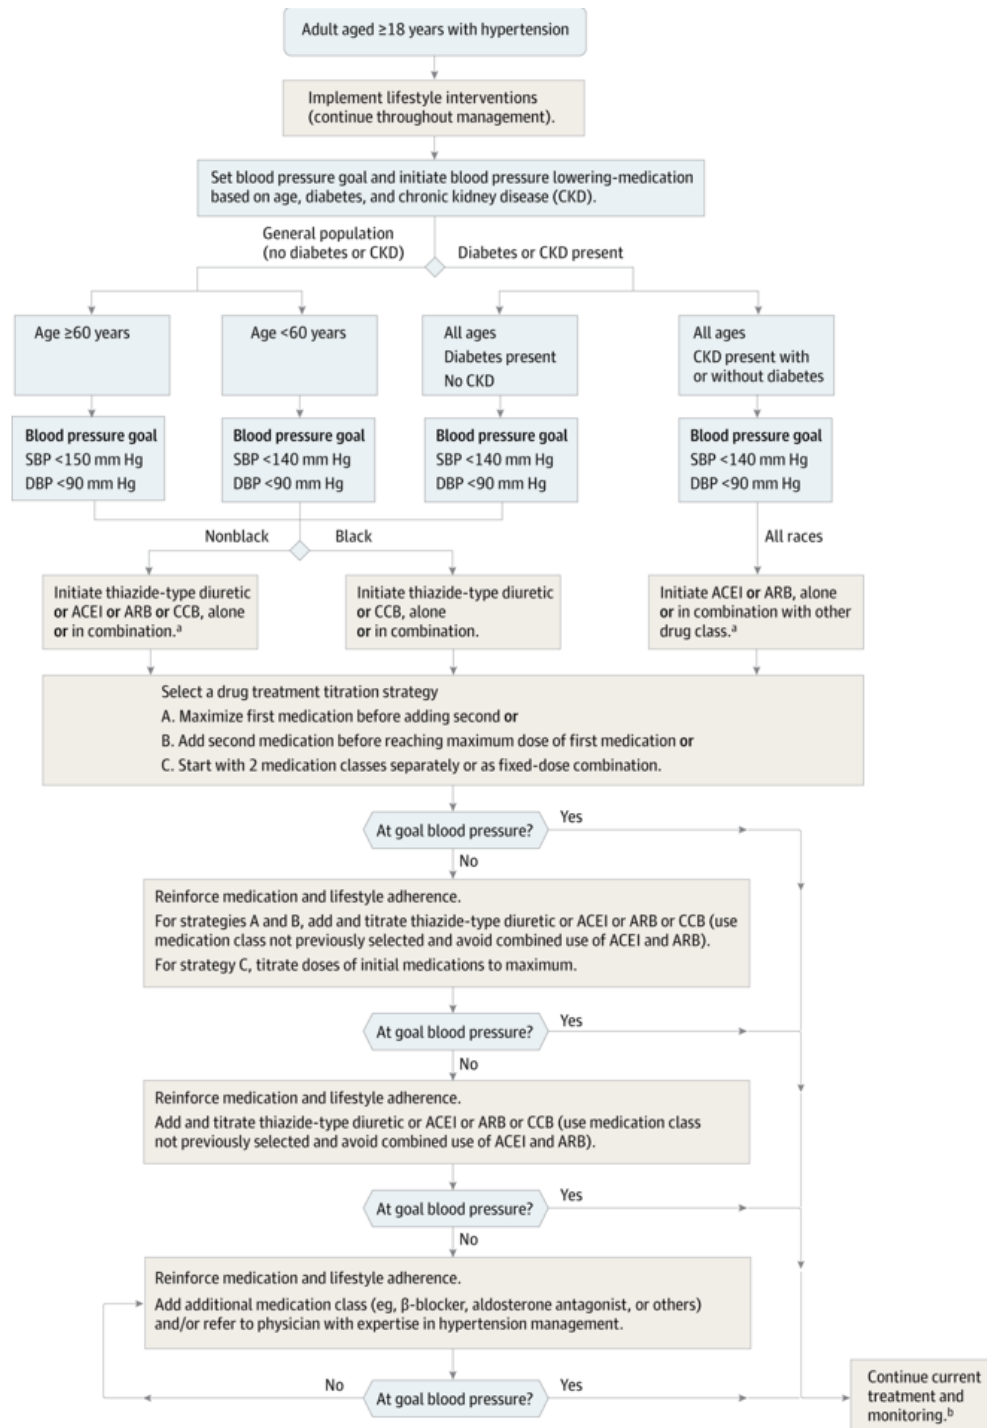 Adult aged ≥18 years with hypertension
Implement lifestyle interventions
(continue throughout management).
Set blood pressure goal and initiate blood pressure lowering-medication
based on age, diabetes, and chronic kidney disease (CKD).
General population
(no diabetes or CKD)
Diabetes or CKD present
Age ≥60 years
Age <60 years
All ages
Diabetes present
No CKD
All ages
CKD present with
or without diabetes
Blood pressure goal
SBP <150 mm Hg
DBP <90 mm Hg
Blood pressure goal
SBP <140 mm Hg
DBP <90 mm Hg
Blood pressure goal
SBP <140 mm Hg
DBP <90 mm Hg
Blood pressure goal
SBP <140 mm Hg
DBP <90 mm Hg
Nonblack
Black
All races
Initiate thiazide-type diuretic
or ACEI or ARB or CCB, alone
or in combination.ᵃ
Initiate thiazide-type diuretic
or CCB, alone
or in combination.
Initiate ACEI or ARB, alone
or in combination with other
drug class.ᵃ
Select a drug treatment titration strategy
A. Maximize first medication before adding second or
B. Add second medication before reaching maximum dose of first medication or
C. Start with 2 medication classes separately or as fixed-dose combination.
At goal blood pressure?
Yes
No
Reinforce medication and lifestyle adherence.
For strategies A and B, add and titrate thiazide-type diuretic or ACEI or ARB or CCB (use
medication class not previously selected and avoid combined use of ACEI and ARB).
For strategy C, titrate doses of initial medications to maximum.
At goal blood pressure?
Yes
No
Reinforce medication and lifestyle adherence.
Add and titrate thiazide-type diuretic or ACEI or ARB or CCB (use medication class
not previously selected and avoid combined use of ACEI and ARB).
At goal blood pressure?
Yes
No
Reinforce medication and lifestyle adherence.
Add additional medication class (eg, β-blocker, aldosterone antagonist, or others)
and/or refer to physician with expertise in hypertension management.
No
At goal blood pressure?
Yes
Continue current
treatment and
monitoring.ᵇ